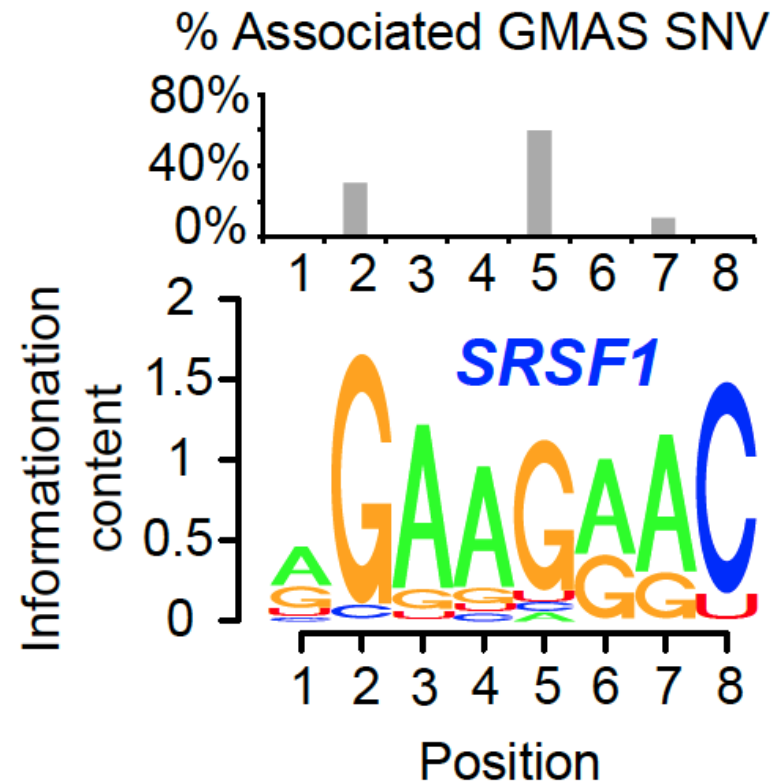 % Associated GMAS SNV
80%
40%
0%
1 2 3 4 5 6 7 8
Informationation
content
2
1.5
1
0.5
0
SRSF1
A G U C
G C
A G U
A G U C
G U C A
A G
A G
C U
1 2 3 4 5 6 7 8
Position